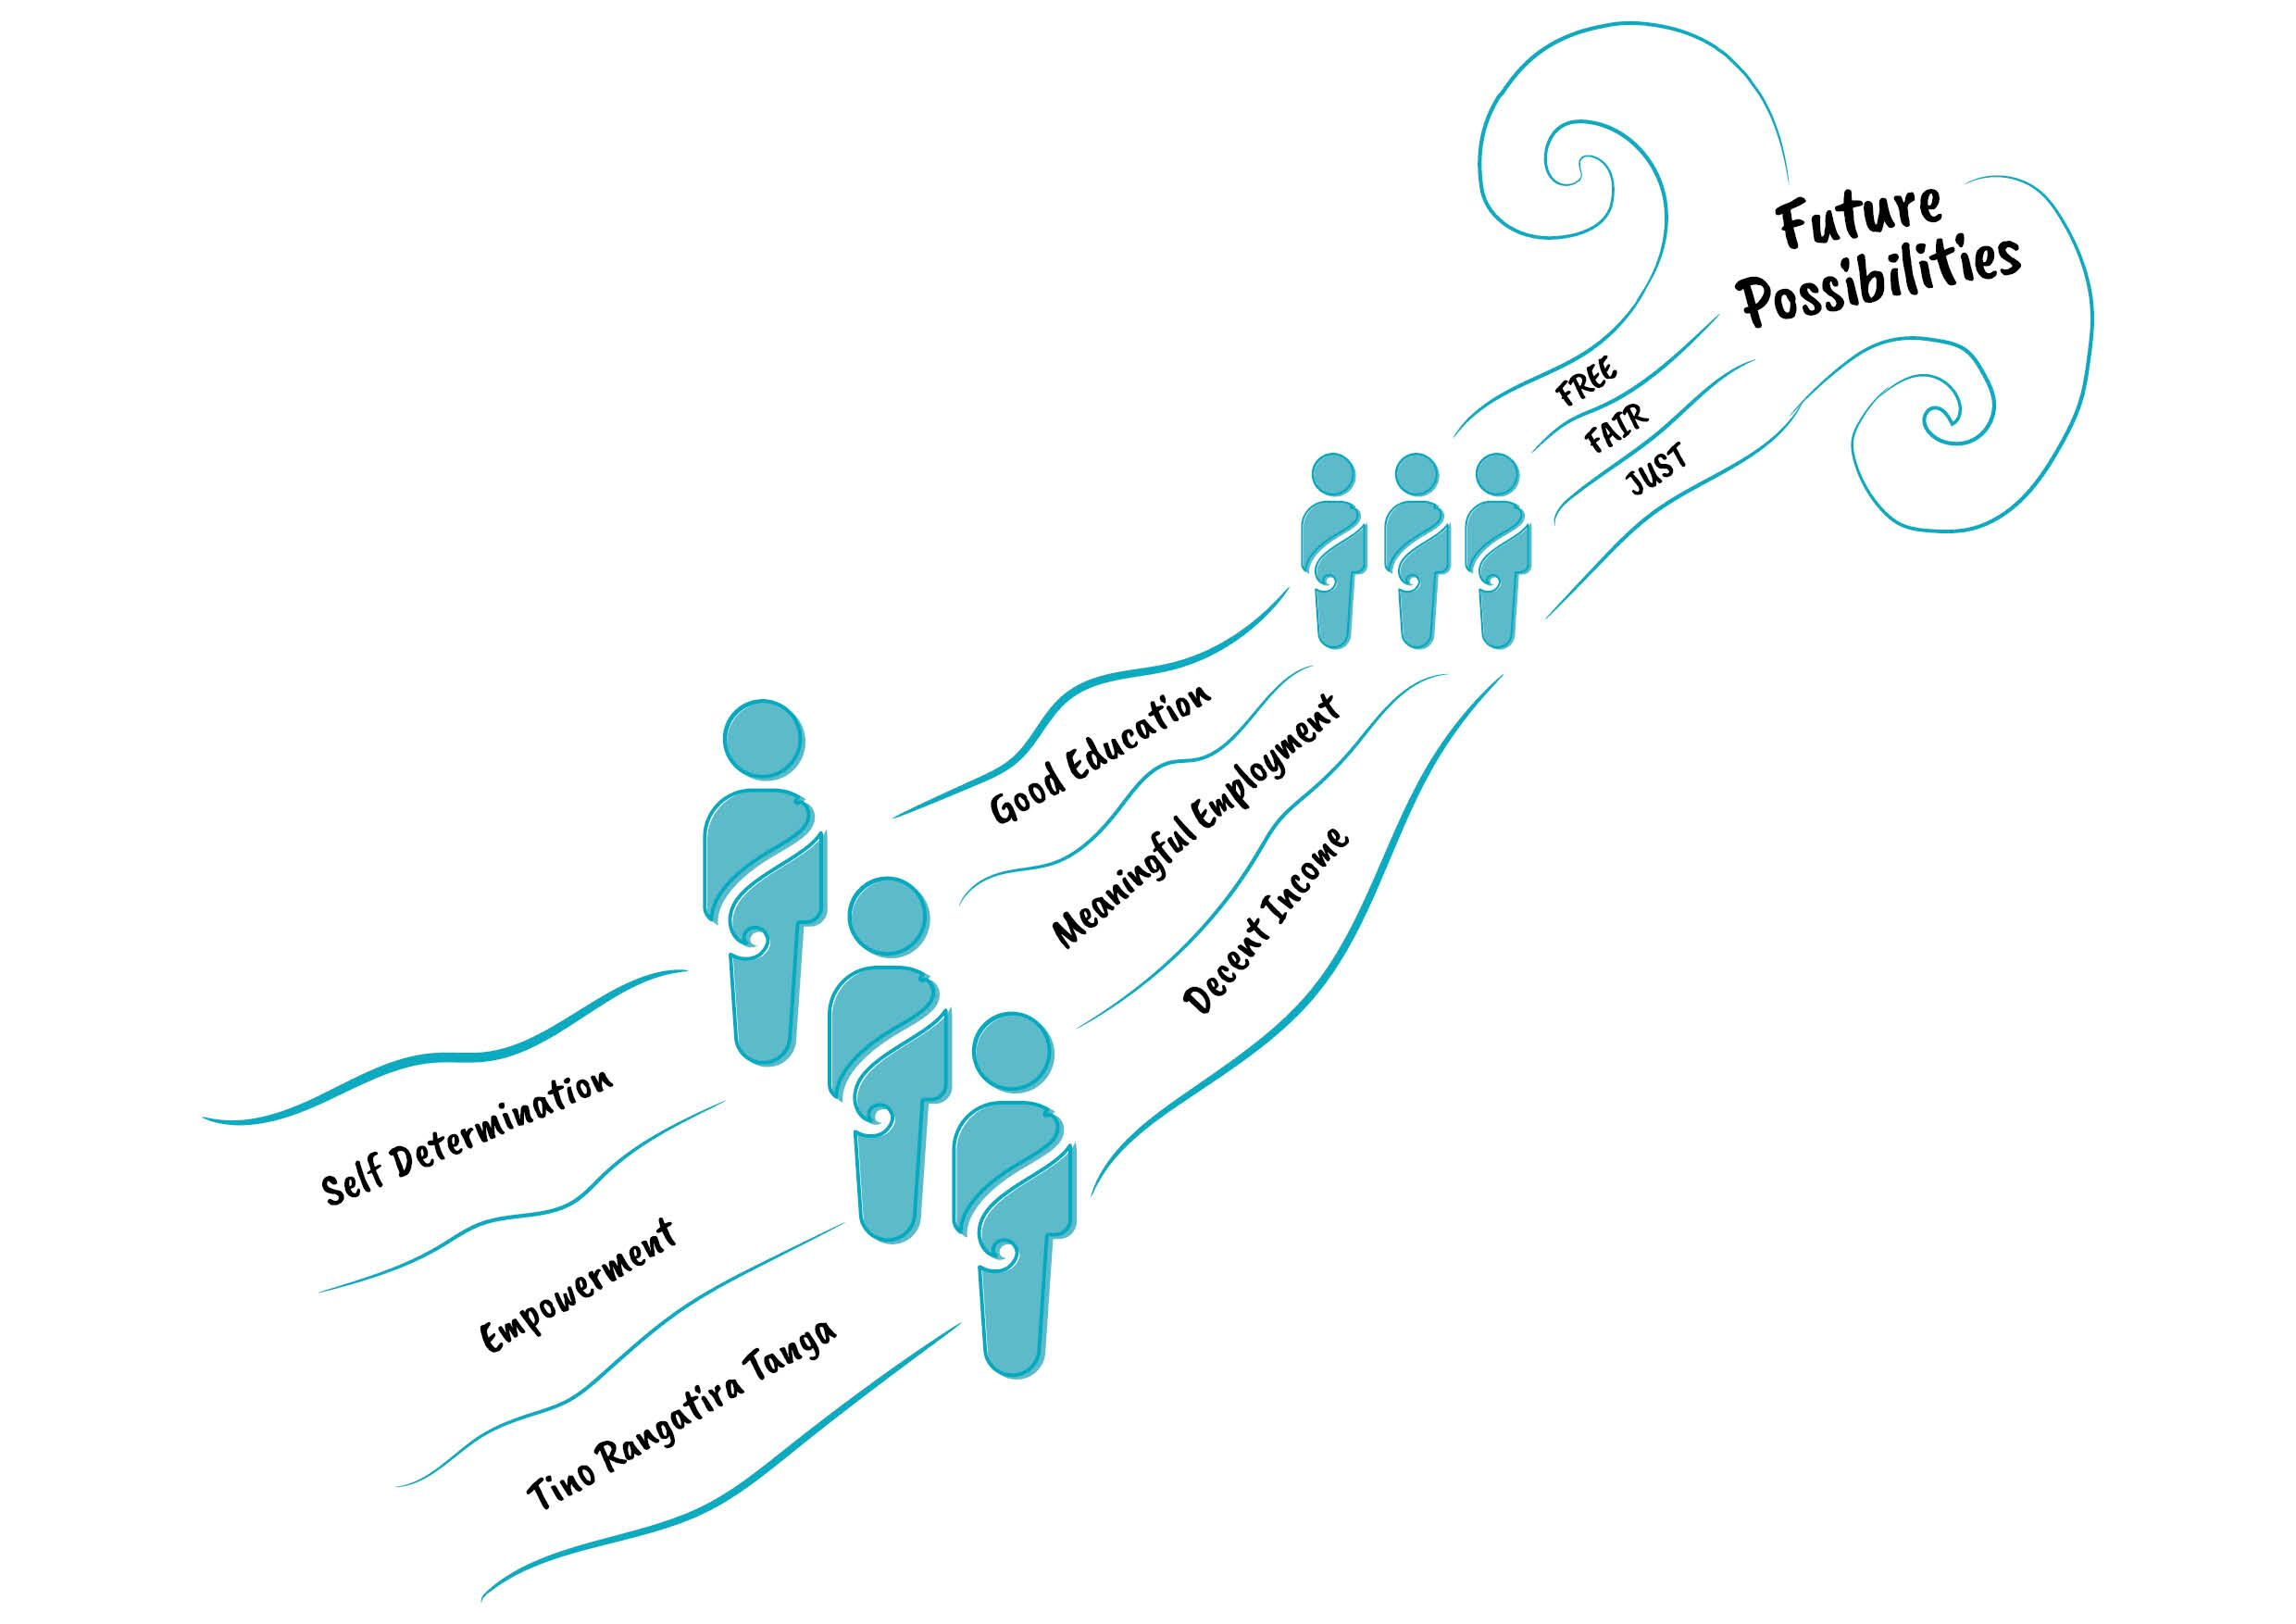 Future
Possibilities
FREE
FAIR
JUST
Good Education
Meaningful Employment
Decent Income
Self Determination
Empowerment
Tino Rangatira Tanga